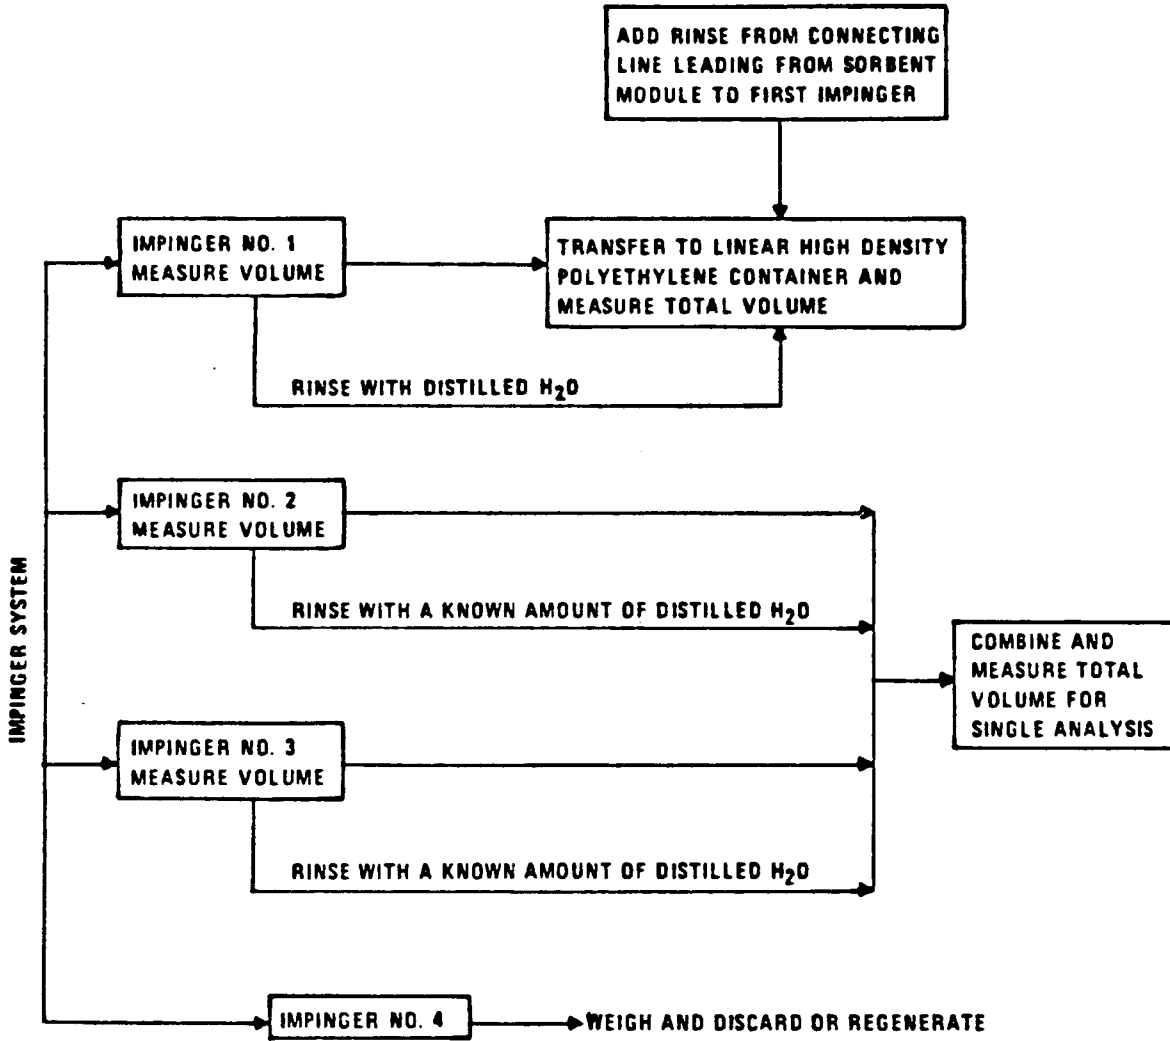 ADD RINSE FROM CONNECTING
LINE LEADING FROM SORBENT
MODULE TO FIRST IMPINGER
IMPINGER NO. 1
MEASURE VOLUME
TRANSFER TO LINEAR HIGH DENSITY
POLYETHYLENE CONTAINER AND
MEASURE TOTAL VOLUME
RINSE WITH DISTILLED H₂O
IMPINGER NO. 2
MEASURE VOLUME
RINSE WITH A KNOWN AMOUNT OF DISTILLED H₂O
IMPINGER SYSTEM
COMBINE AND
MEASURE TOTAL
VOLUME FOR
SINGLE ANALYSIS
IMPINGER NO. 3
MEASURE VOLUME
RINSE WITH A KNOWN AMOUNT OF DISTILLED H₂O
IMPINGER NO. 4
WEIGH AND DISCARD OR REGENERATE